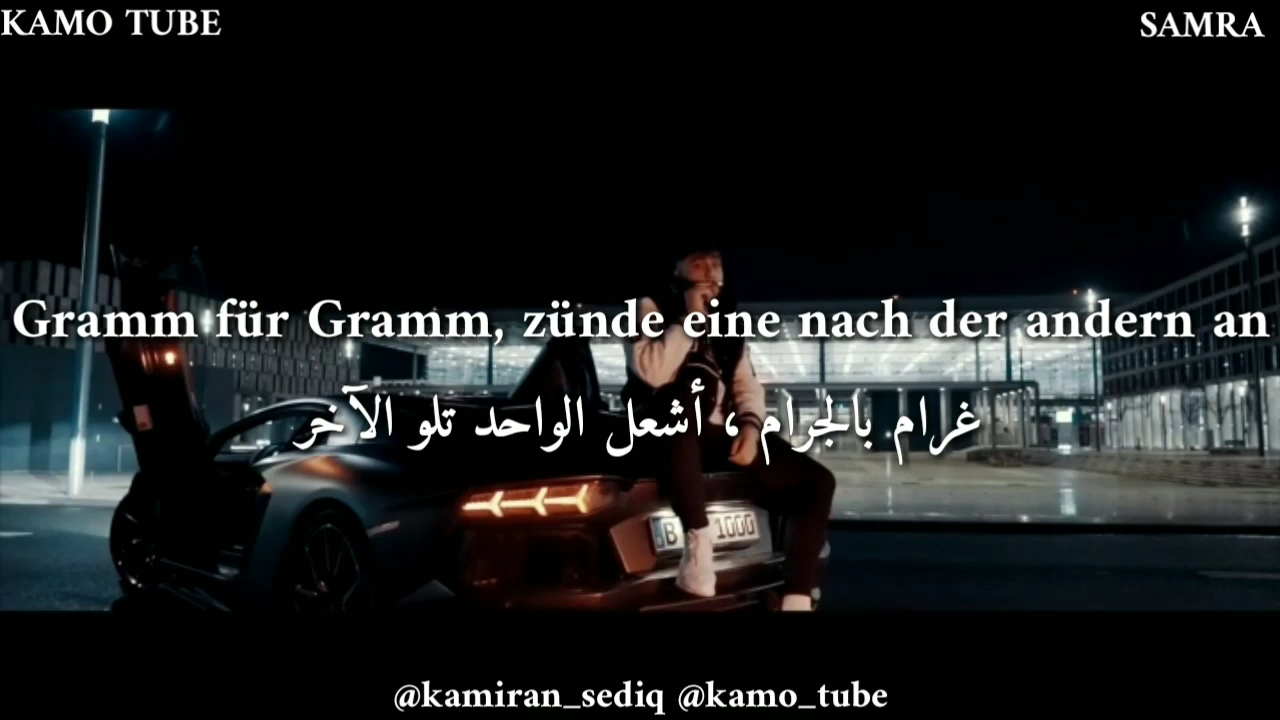 KAMO TUBE
SAMRA
Gramm für Gramm, zünde eine nach der andern an
غرام بالجرام ، أشعل الواحد تلو الآخر
B 1000
@kamiran_sediq @kamo_tube